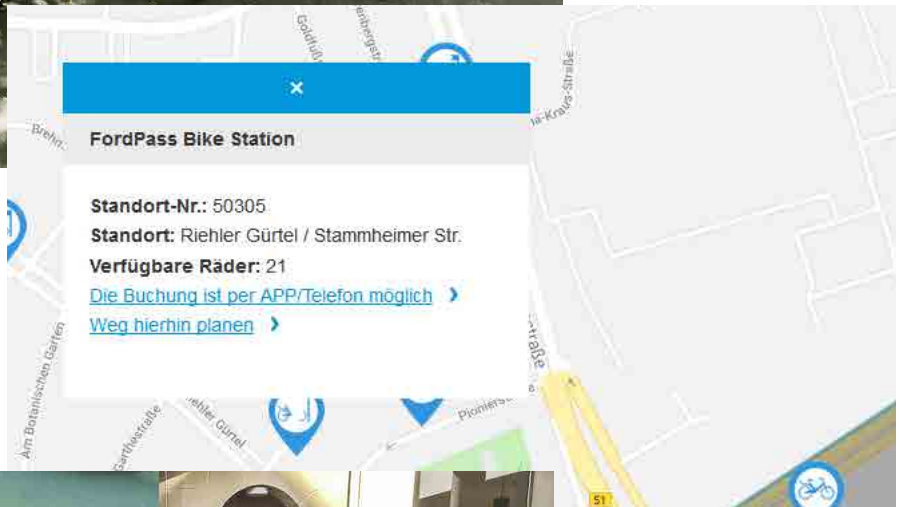 ×
FordPass Bike Station
Standort-Nr.: 50305
Standort: Riehler Gürtel / Stammheimer Str.
Verfügbare Räder: 21
Die Buchung ist per APP/Telefon möglich
Weg hierhin planen
Am Botanischen Garten
Garthestraße
Gürtel
51